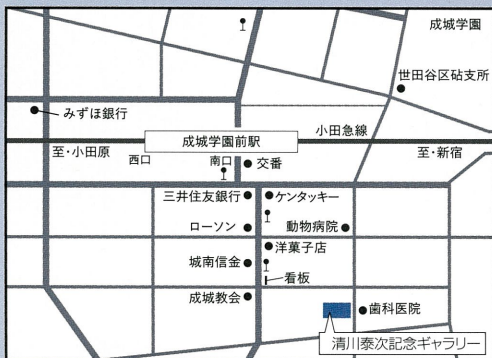 成城学園
世田谷区砧支所
みずほ銀行
成城学園前駅
小田急線
至・小田原
西口
南口
交番
至・新宿
三井住友銀行
ケンタッキー
ローソン
動物病院
洋菓子店
城南信金
看板
成城教会
歯科医院
清川泰次記念ギャラリー